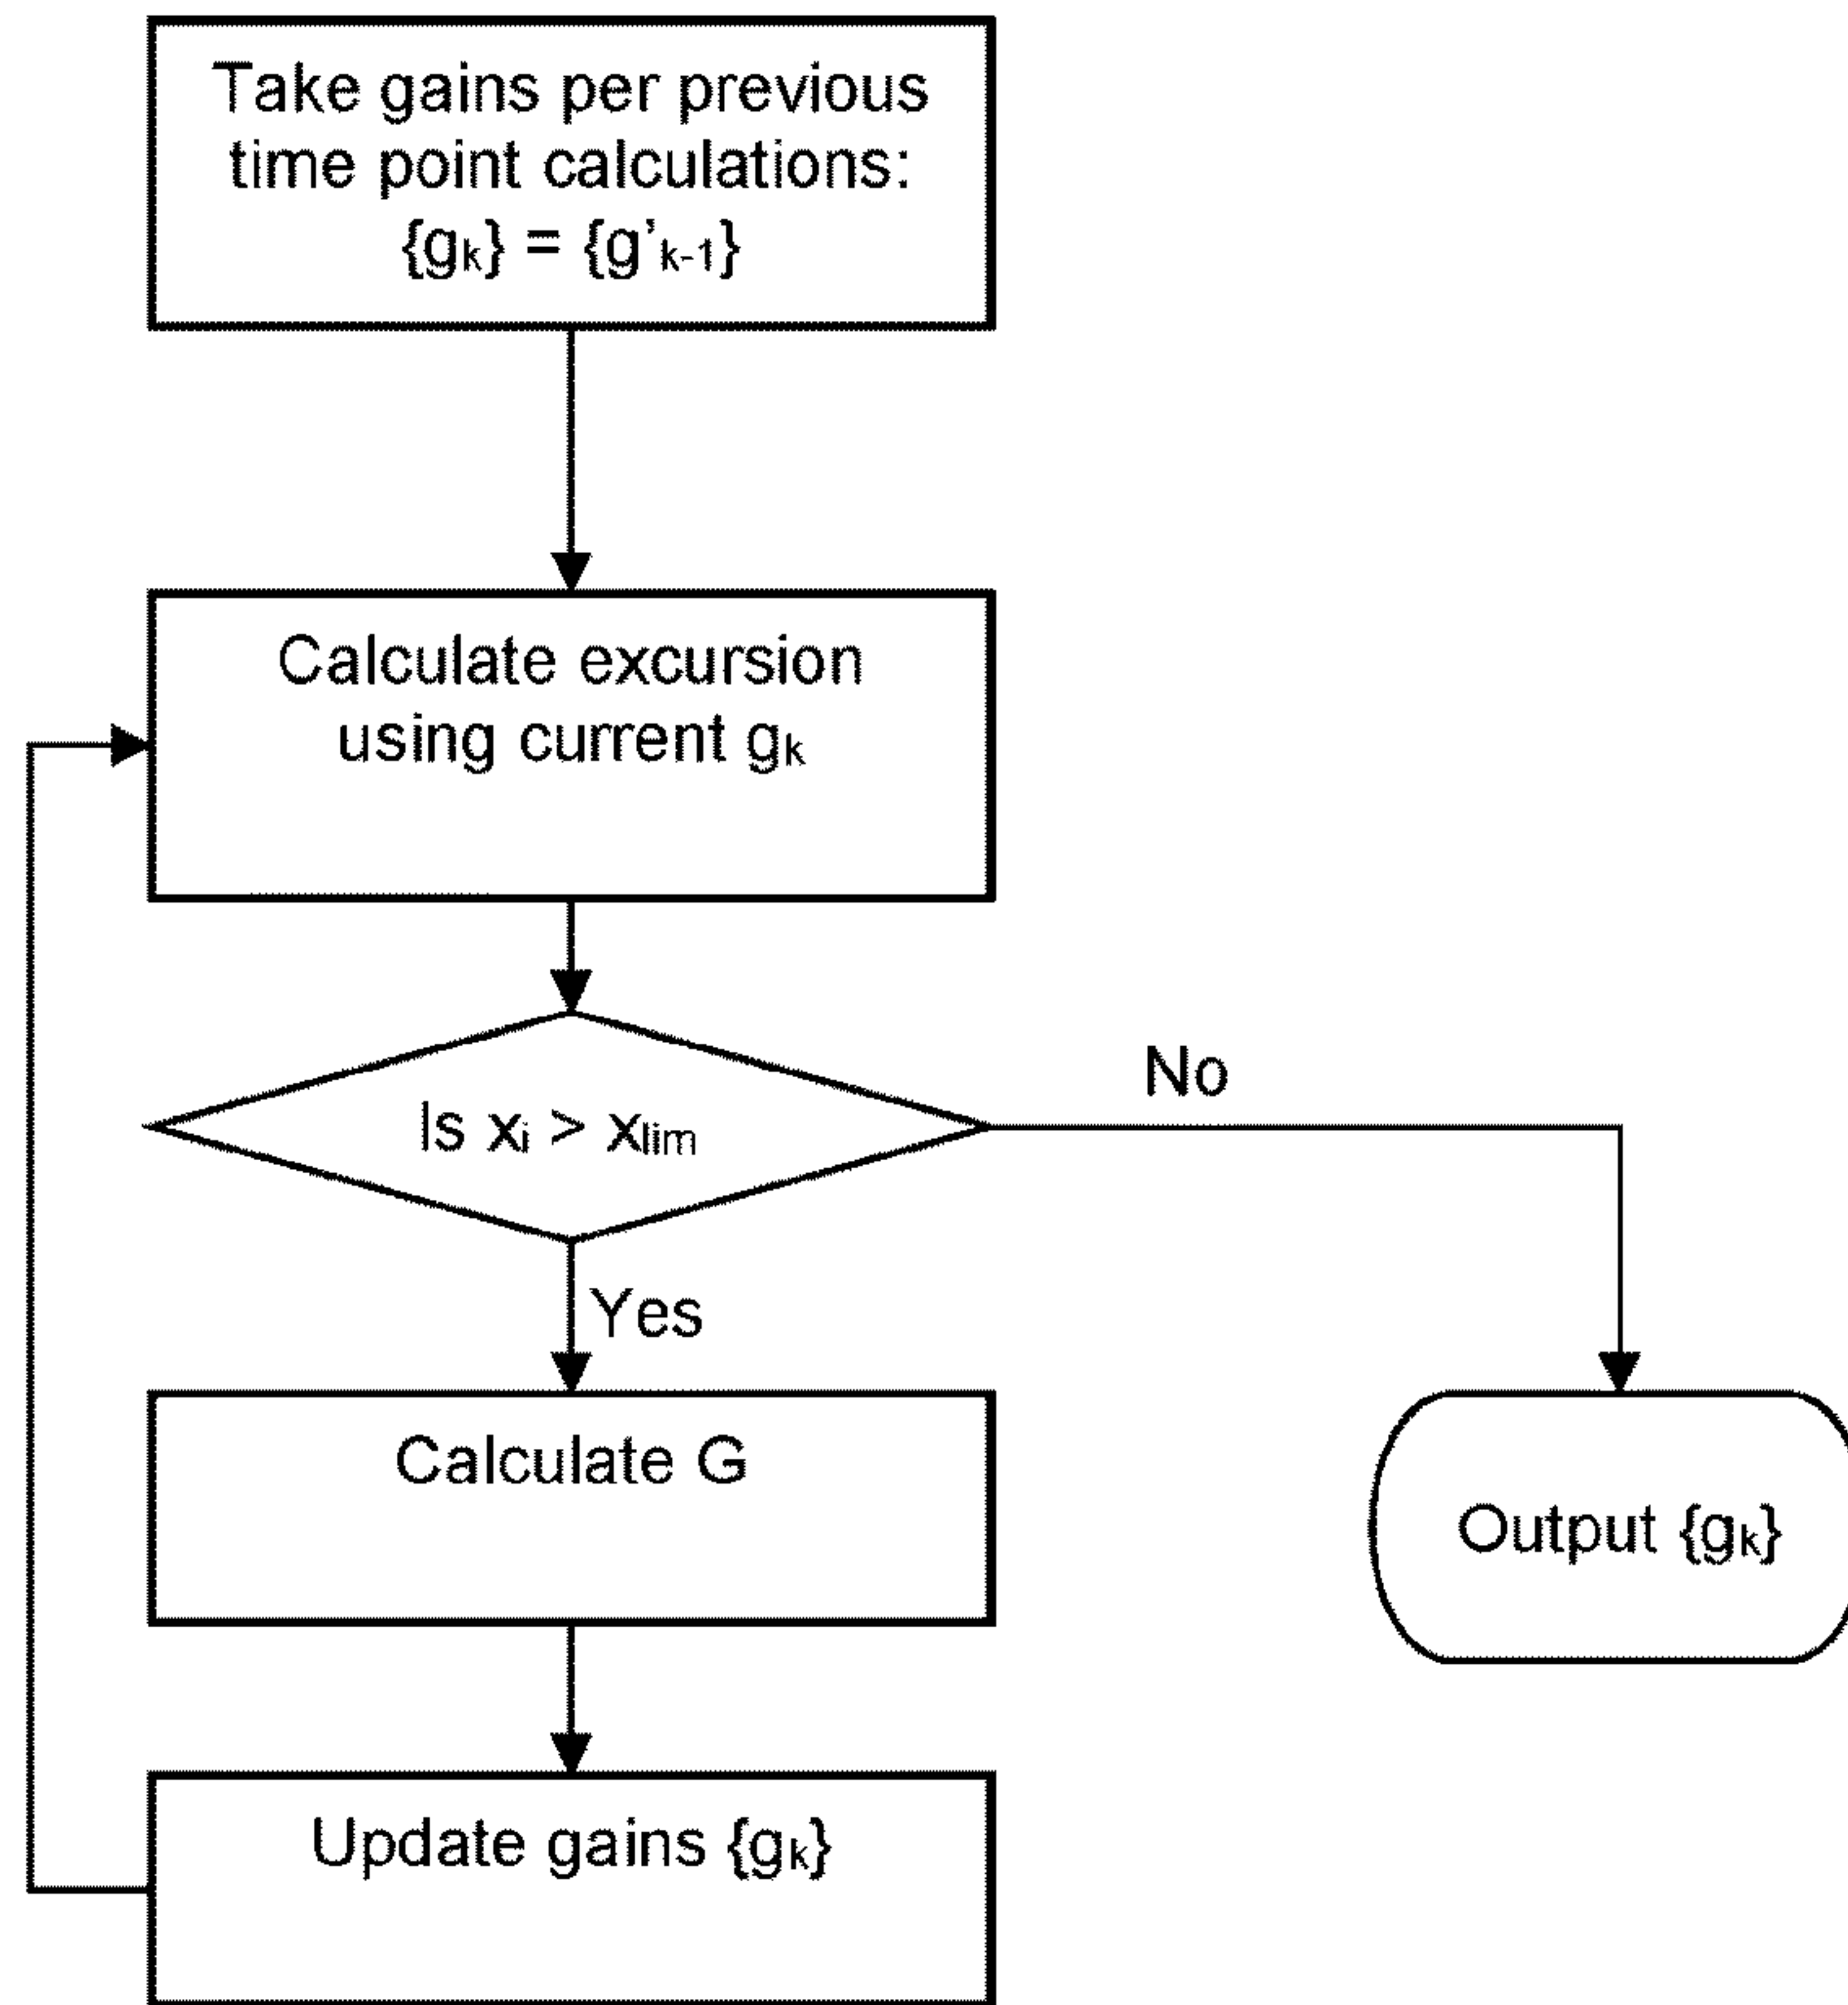 Take gains per previous
time point calculations:
{gk} = {g’k-1}
Calculate excursion
using current gk
Is xi > xlim
No
Yes
Calculate G
Output {gk}
Update gains {gk}